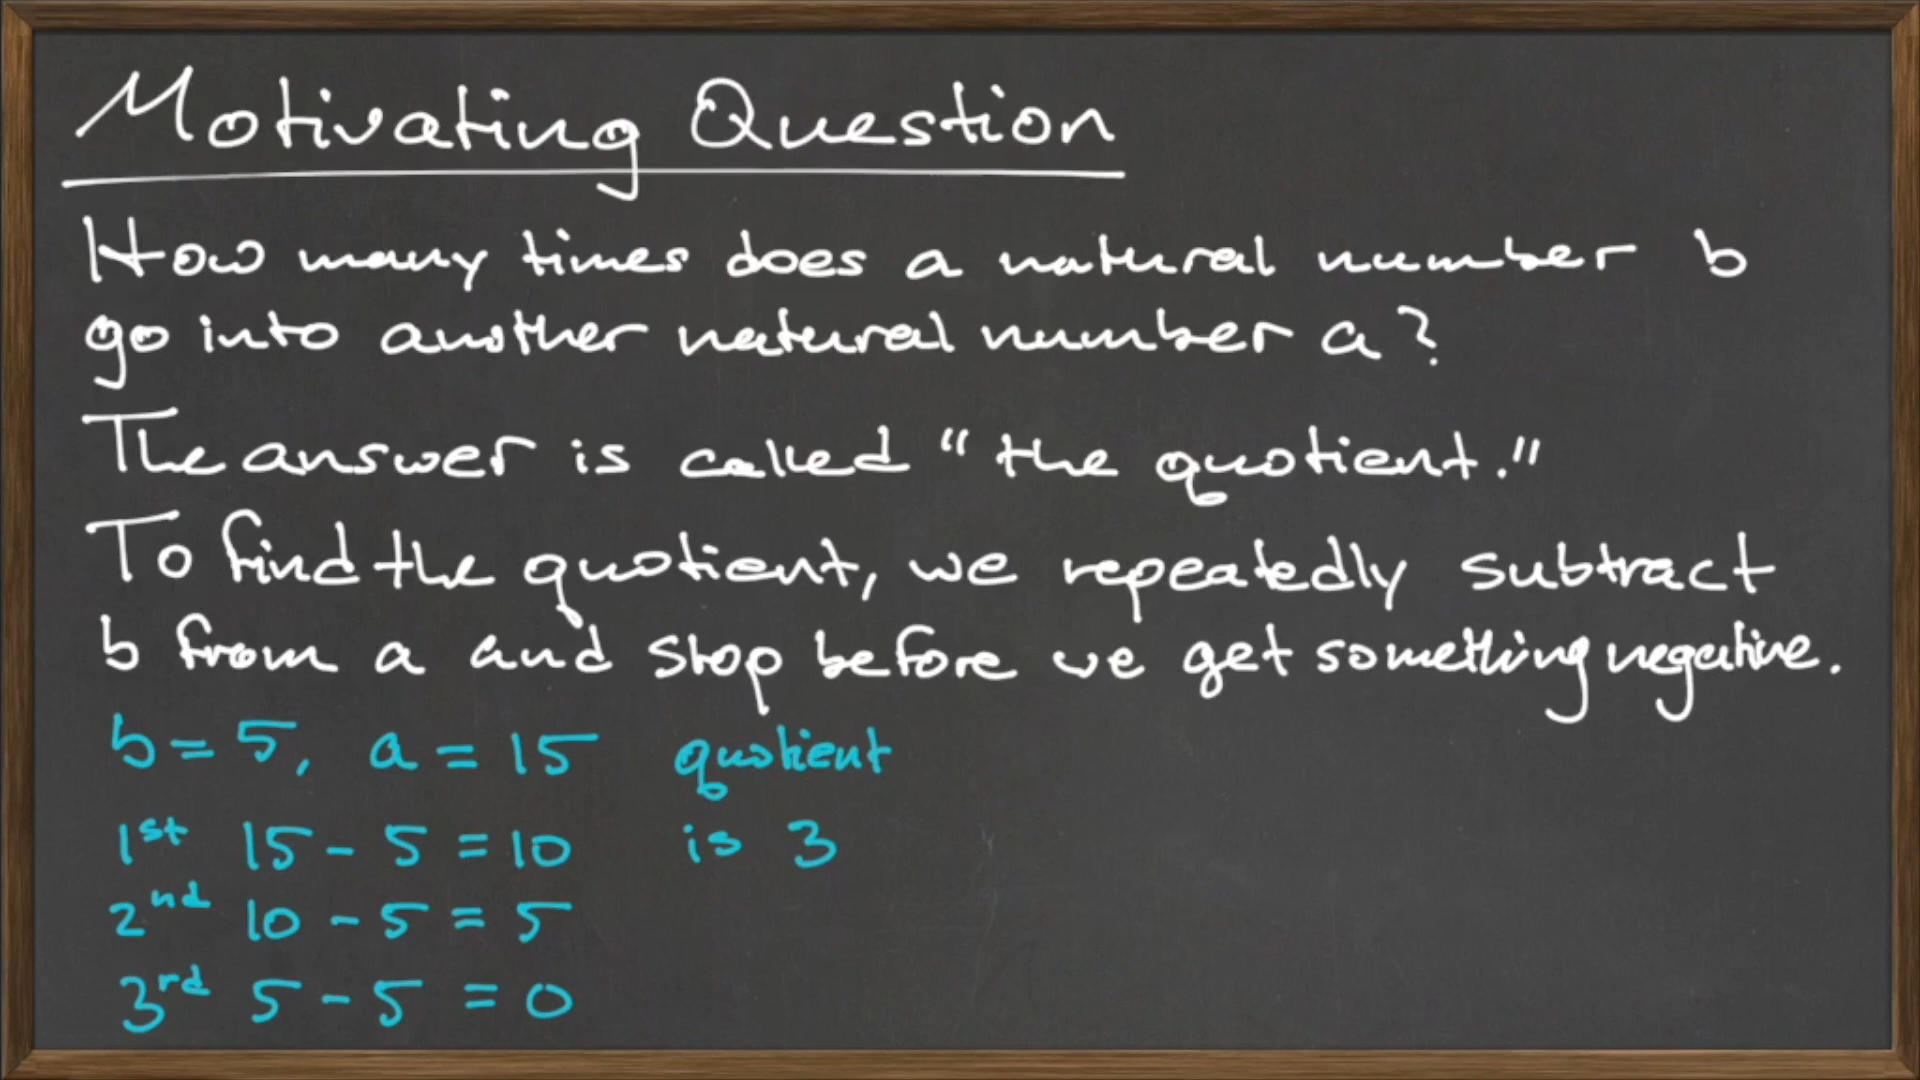 Motivating Question
How many times does a natural number b
go into another natural number a?
The answer is called "the quotient."
To find the quotient, we repeatedly subtract
b from a and stop before we get something negative.
b = 5, a = 15 quotient
1st 15 - 5 = 10 is 3
2nd 10 - 5 = 5
3rd 5 - 5 = 0